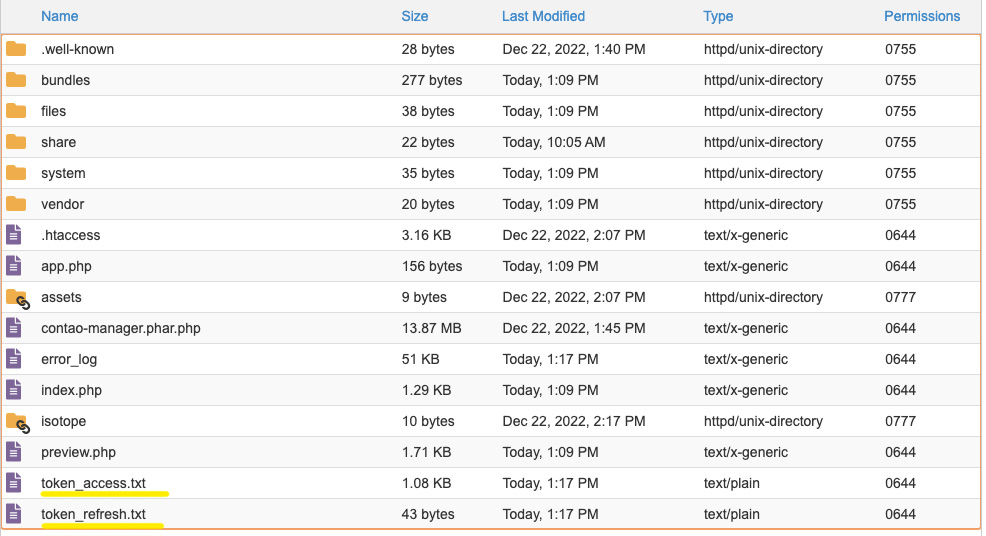 Name Size Last Modified Type Permissions
.well-known 28 bytes Dec 22, 2022, 1:40 PM httpd/unix-directory 0755
bundles 277 bytes Today, 1:09 PM httpd/unix-directory 0755
files 38 bytes Today, 1:09 PM httpd/unix-directory 0755
share 22 bytes Today, 10:05 AM httpd/unix-directory 0755
system 35 bytes Today, 1:09 PM httpd/unix-directory 0755
vendor 20 bytes Today, 1:09 PM httpd/unix-directory 0755
.htaccess 3.16 KB Dec 22, 2022, 2:07 PM text/x-generic 0644
app.php 156 bytes Today, 1:09 PM text/x-generic 0644
assets 9 bytes Dec 22, 2022, 2:07 PM httpd/unix-directory 0777
contao-manager.phar.php 13.87 MB Dec 22, 2022, 1:45 PM text/x-generic 0644
error_log 51 KB Today, 1:17 PM text/x-generic 0644
index.php 1.29 KB Today, 1:09 PM text/x-generic 0644
isotope 10 bytes Dec 22, 2022, 2:17 PM httpd/unix-directory 0777
preview.php 1.71 KB Today, 1:09 PM text/x-generic 0644
token_access.txt 1.08 KB Today, 1:17 PM text/plain 0644
token_refresh.txt 43 bytes Today, 1:17 PM text/plain 0644